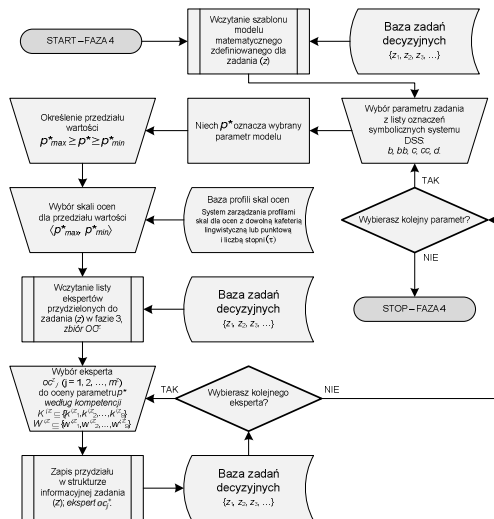 START–FAZA 4
Wczytanie szablonu
modelu
matematycznego
zdefiniowanego dla
zadania (z)
Baza zadań
decyzyjnych
{z₁, z₂, z₃, …}
Określenie przedziału
wartości
p*max ≥ p* ≥ p*min
Niech p* oznacza wybrany
parametr modelu
Wybór parametru zadania
z listy oznaczeń
symbolicznych systemu
DSS:
b, bb, c, cc, d.
TAK
Wybór skali ocen
dla przedziału wartości
⟨p*max, p*min⟩
Baza profili skal ocen
System zarządzania profilami
skal dla ocen z dowolną kafeterią
lingwistyczną lub punktową
i liczbą stopni (τ)
Wybierasz kolejny parametr?
NIE
Wczytanie listy
ekspertów
przydzielonych do
zadania (z) w fazie 3,
zbiór OCᶻ
Baza zadań
decyzyjnych
{z₁, z₂, z₃, …}
STOP–FAZA 4
Wybór eksperta
ocᶻj (j = 1, 2, …, mᶻ)
do oceny parametru p*
według kompetencji
TAK
Wybierasz kolejnego
eksperta?
NIE
Zapis przydziału
w strukturze
informacyjnej zadania
(z); ekspert
Baza zadań
decyzyjnych
{z₁, z₂, z₃, …}